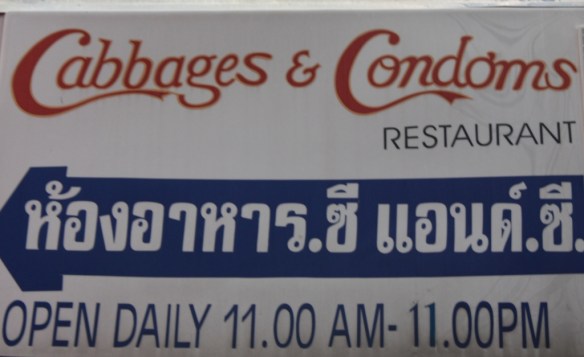 Cabbages & Condoms
RESTAURANT
ห้องอาหาร.ซี แอนด์.ซี.
OPEN DAILY 11.00 AM- 11.00PM